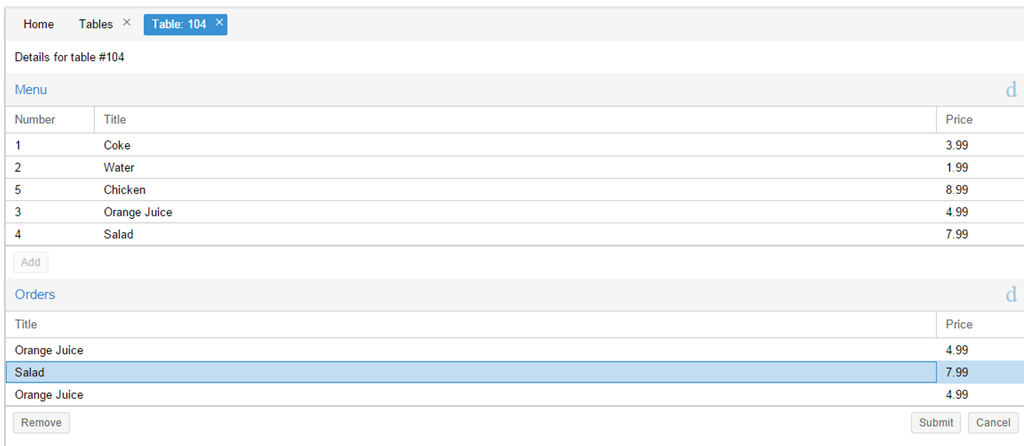 Home Tables × Table: 104 ×
Details for table #104
Menu d
Number Title Price
1 Coke 3.99
2 Water 1.99
5 Chicken 8.99
3 Orange Juice 4.99
4 Salad 7.99
Add
Orders d
Title Price
Orange Juice 4.99
Salad 7.99
Orange Juice 4.99
Remove Submit Cancel